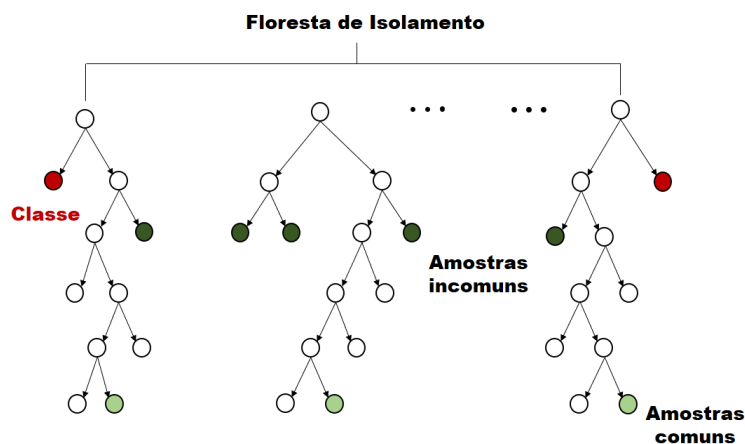 Floresta de Isolamento
Classe
Amostras
incomuns
Amostras
comuns